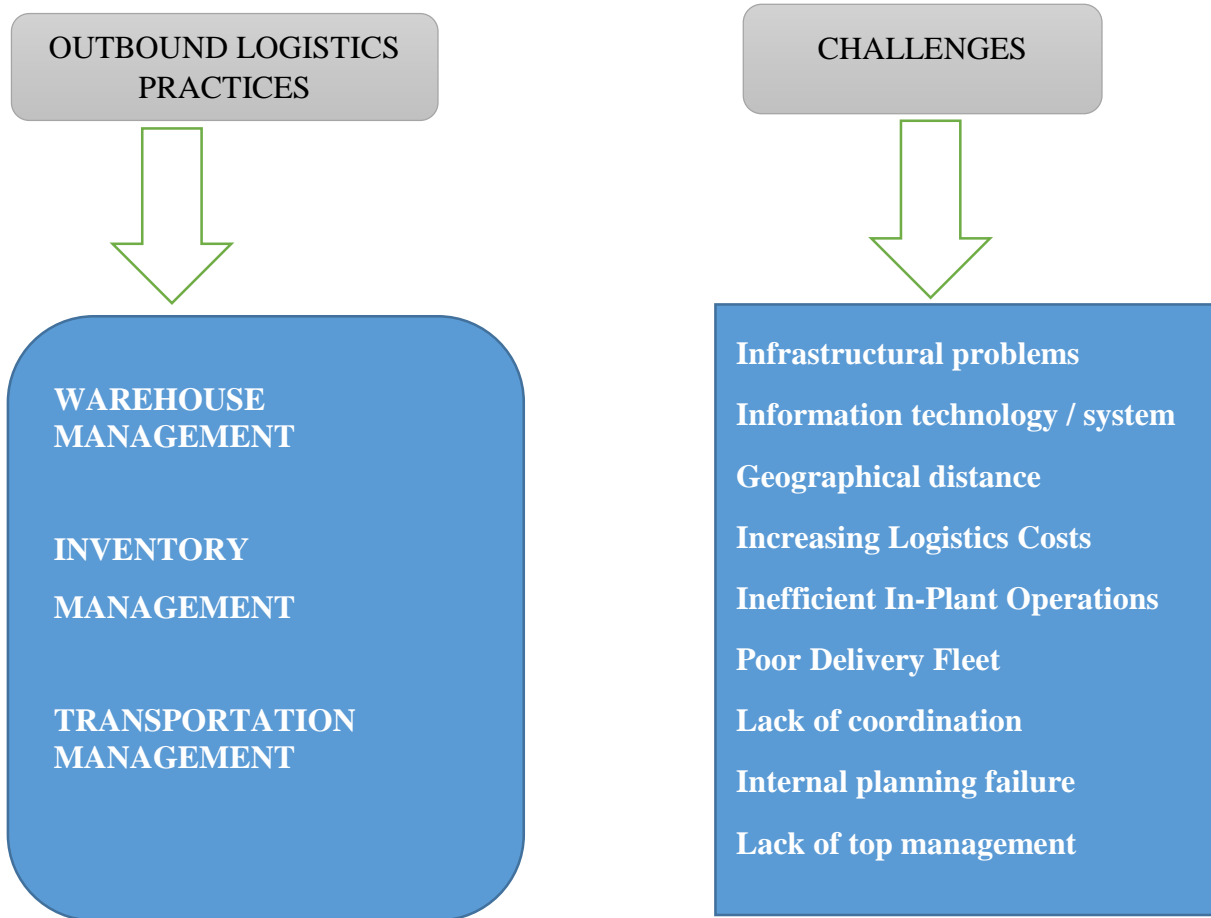 OUTBOUND LOGISTICS
PRACTICES
WAREHOUSE
MANAGEMENT
INVENTORY
MANAGEMENT
TRANSPORTATION
MANAGEMENT
CHALLENGES
Infrastructural problems
Information technology / system
Geographical distance
Increasing Logistics Costs
Inefficient In-Plant Operations
Poor Delivery Fleet
Lack of coordination
Internal planning failure
Lack of top management